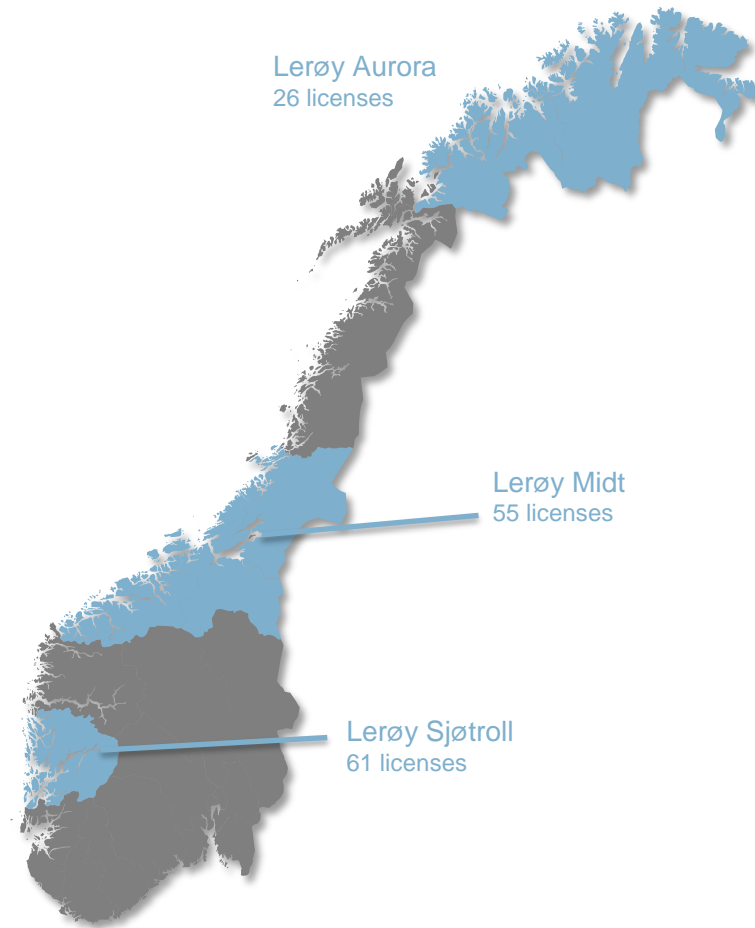 Lerøy Aurora
26 licenses
Lerøy Midt
55 licenses
Lerøy Sjøtroll
61 licenses